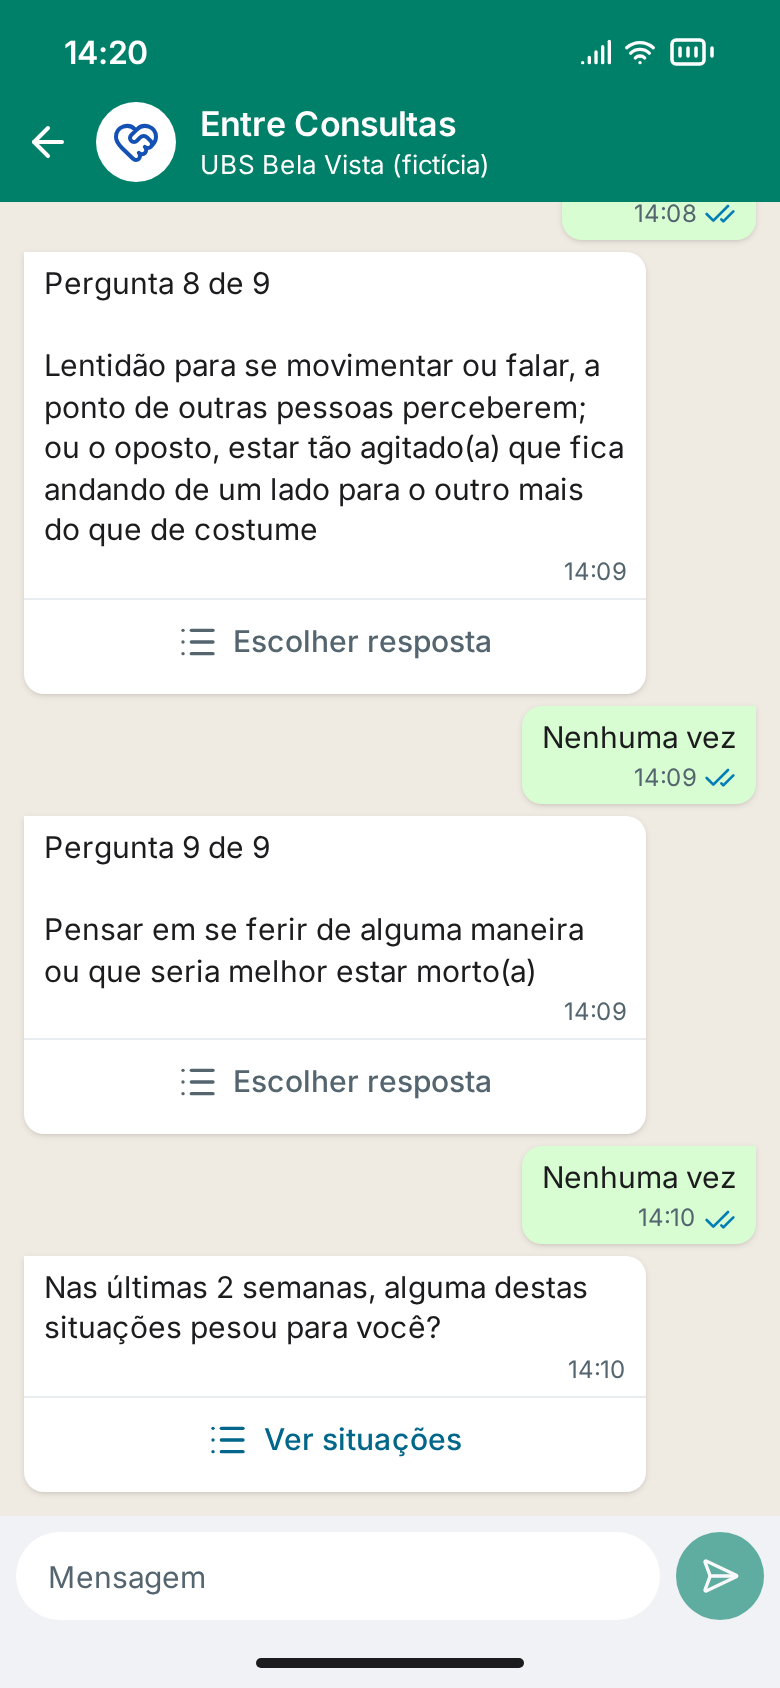 14:20
Entre Consultas
UBS Bela Vista (fictícia)
14:08
Pergunta 8 de 9
Lentidão para se movimentar ou falar, a
ponto de outras pessoas perceberem;
ou o oposto, estar tão agitado(a) que fica
andando de um lado para o outro mais
do que de costume
14:09
Escolher resposta
Nenhuma vez
14:09
Pergunta 9 de 9
Pensar em se ferir de alguma maneira
ou que seria melhor estar morto(a)
14:09
Escolher resposta
Nenhuma vez
14:10
Nas últimas 2 semanas, alguma destas
situações pesou para você?
14:10
Ver situações
Mensagem